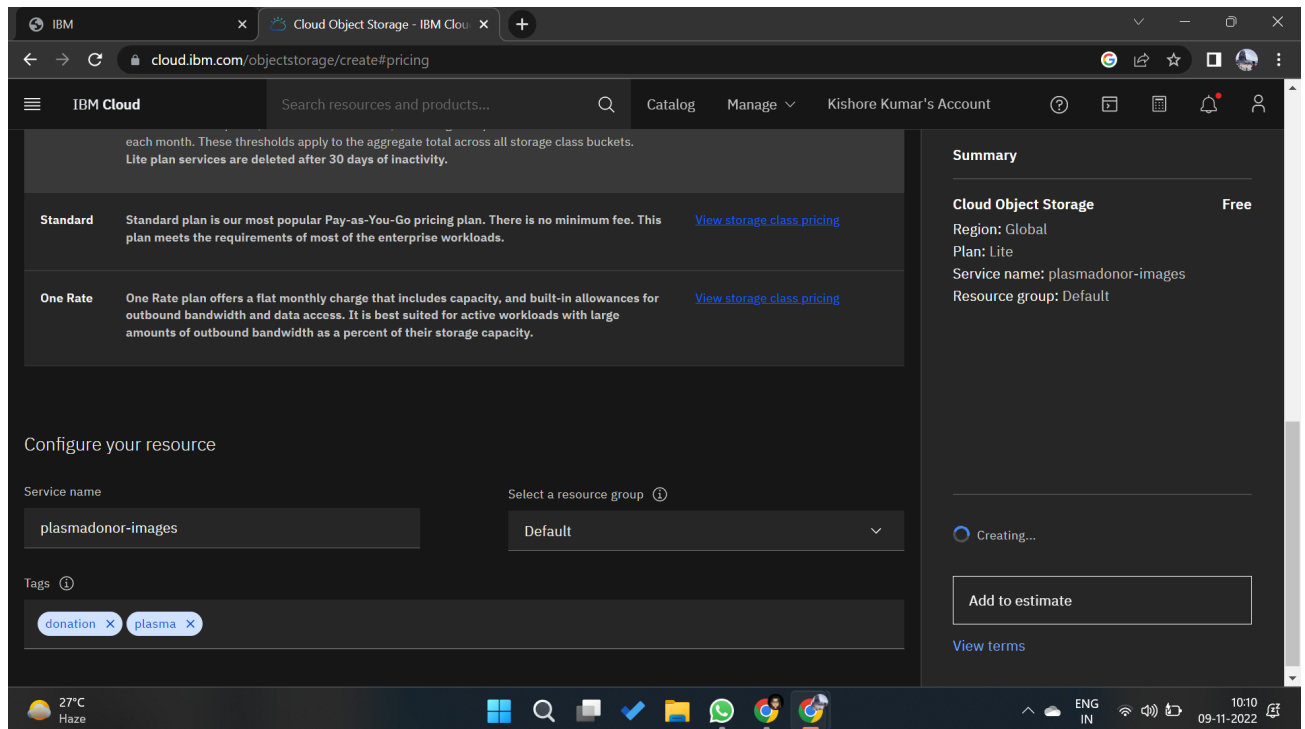 IBM
Cloud Object Storage - IBM Clou
cloud.ibm.com/objectstorage/create#pricing
IBM Cloud
Search resources and products...
Catalog
Manage
Kishore Kumar's Account
each month. These thresholds apply to the aggregate total across all storage class buckets.
Lite plan services are deleted after 30 days of inactivity.
Standard
Standard plan is our most popular Pay-as-You-Go pricing plan. There is no minimum fee. This
plan meets the requirements of most of the enterprise workloads.
View storage class pricing
One Rate
One Rate plan offers a flat monthly charge that includes capacity, and built-in allowances for
outbound bandwidth and data access. It is best suited for active workloads with large
amounts of outbound bandwidth as a percent of their storage capacity.
View storage class pricing
Configure your resource
Service name
plasmadonor-images
Select a resource group
Default
Tags
donation
plasma
Summary
Cloud Object Storage Free
Region: Global
Plan: Lite
Service name: plasmadonor-images
Resource group: Default
Creating...
Add to estimate
View terms
27°C
Haze
ENG
IN
10:10
09-11-2022